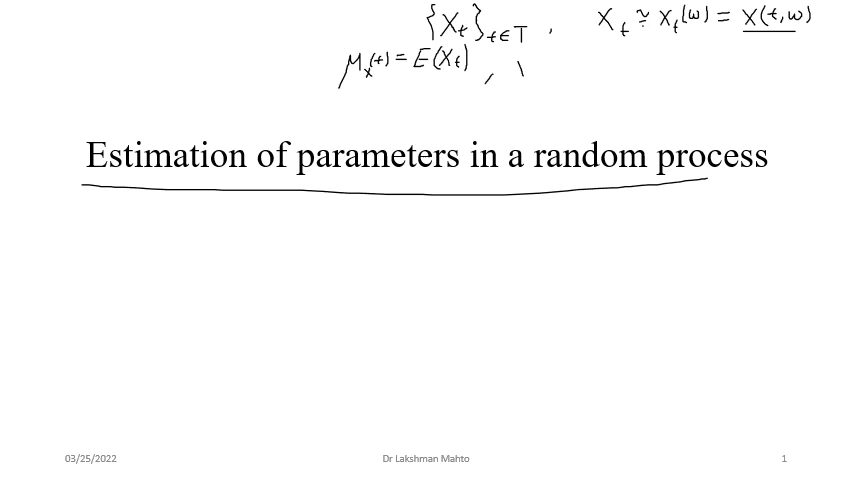 {X_t}_{t∈T} , X_t ≃ X_t(ω) = X(t,ω)
μ_x(t) = E(X_t) ,
Estimation of parameters in a random process
03/25/2022 Dr Lakshman Mahto 1